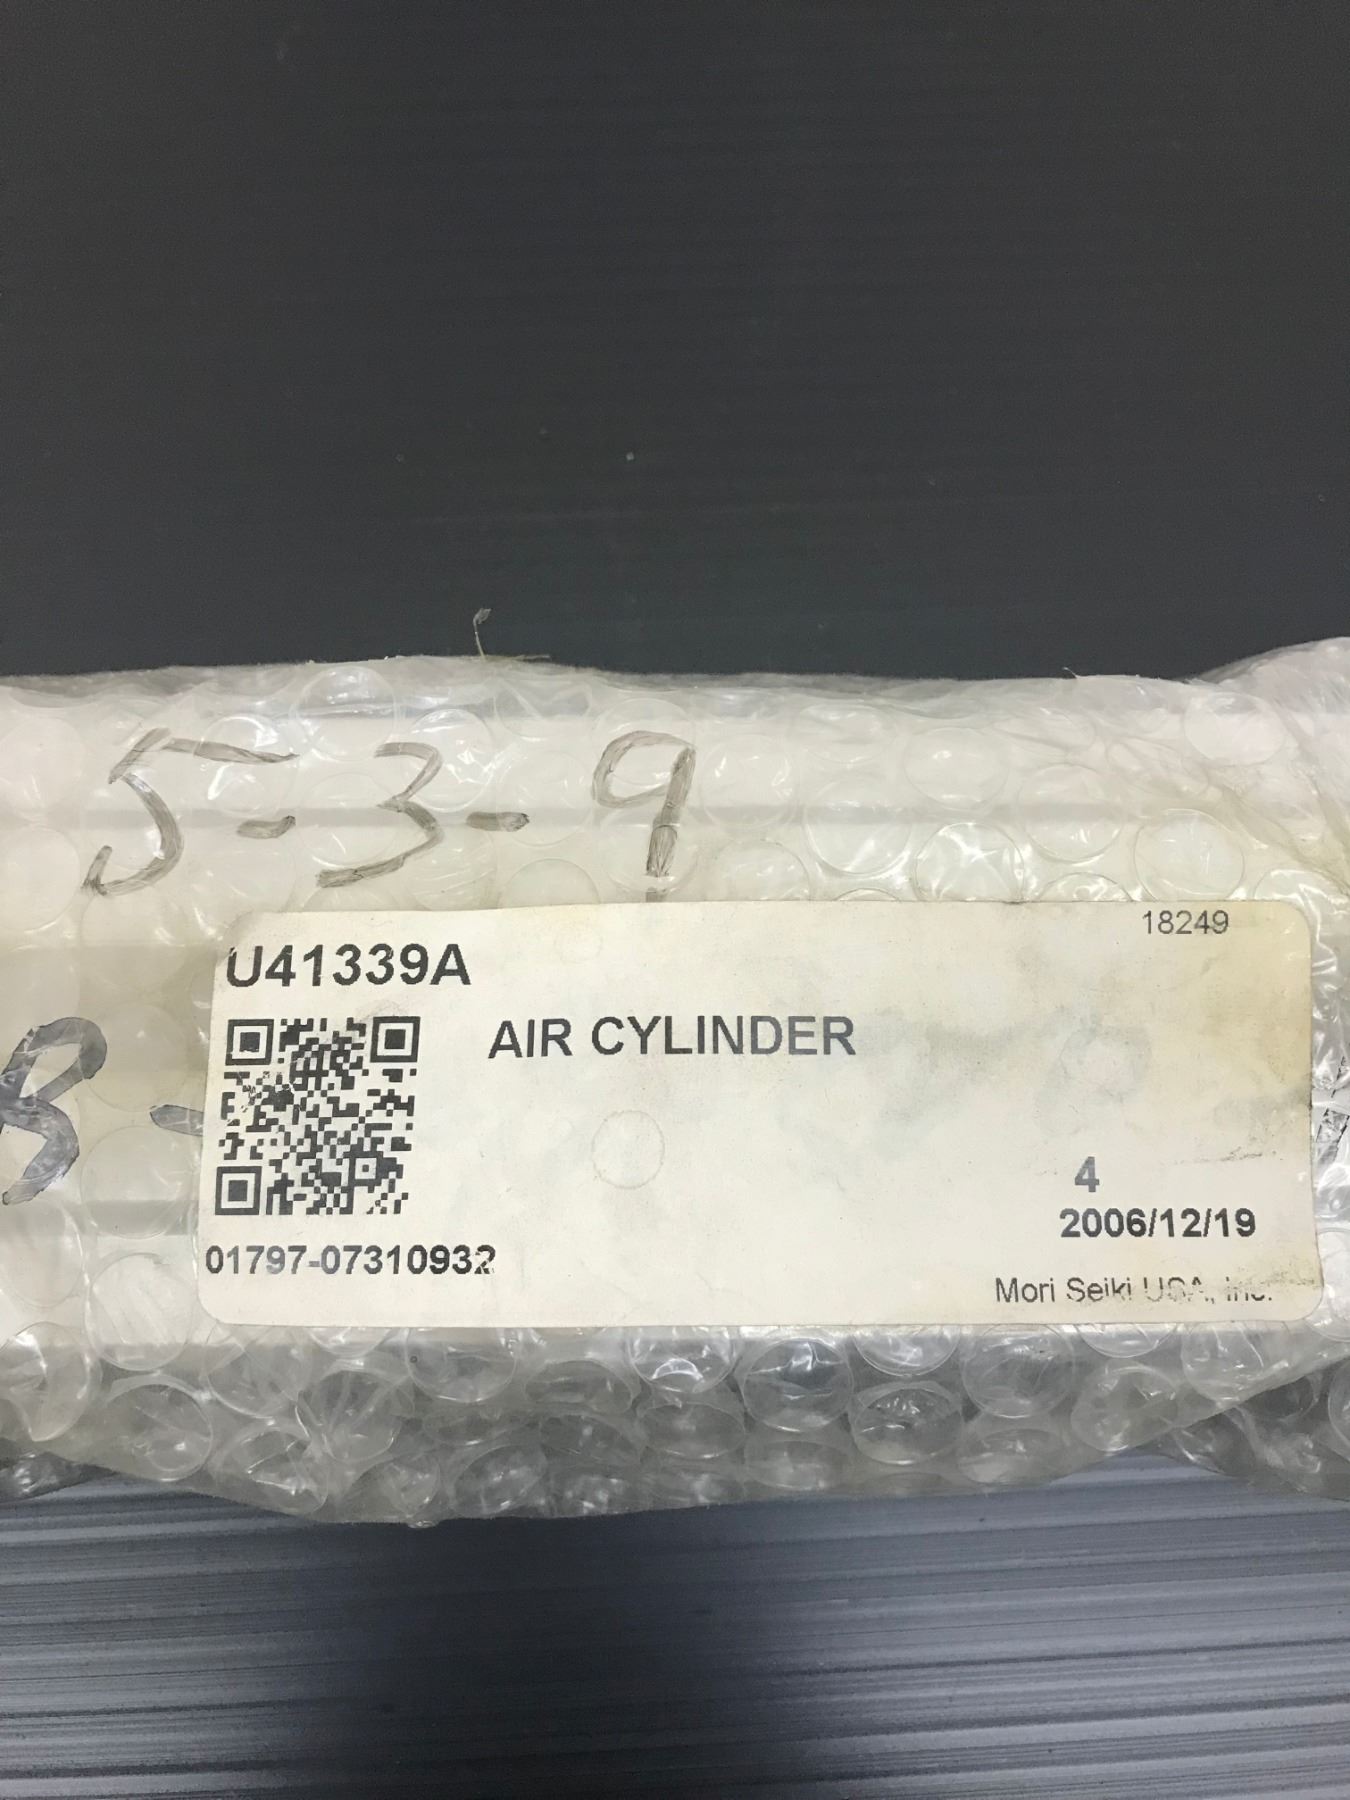 5-3-9
18249
U41339A
AIR CYLINDER
B-
4
2006/12/19
01797-07310932
Mori Seiki USA, Inc.